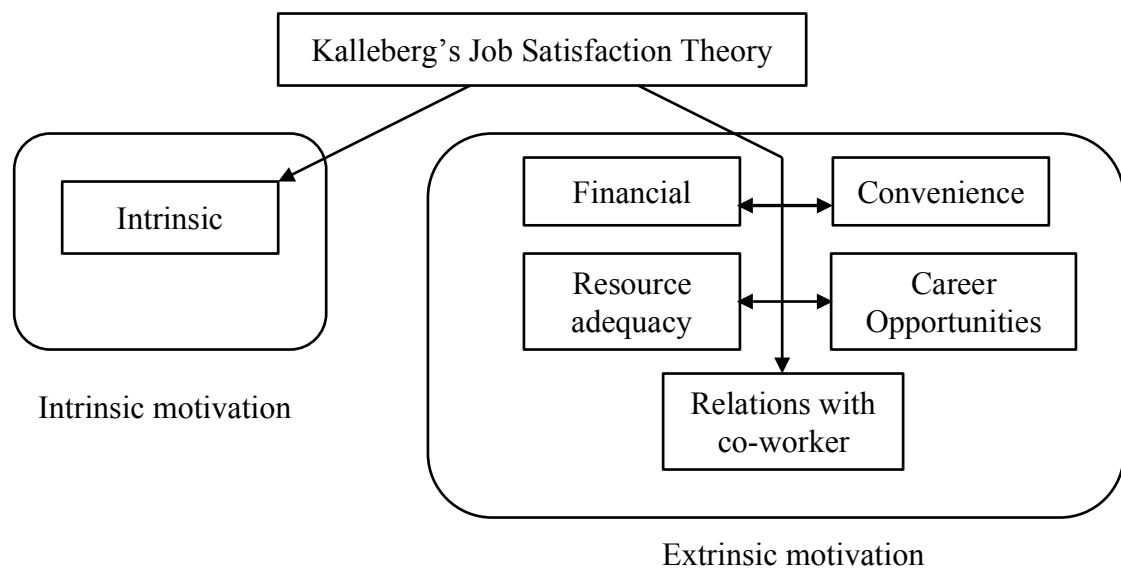 Kalleberg’s Job Satisfaction Theory
Intrinsic
Intrinsic motivation
Financial
Convenience
Resource
adequacy
Career
Opportunities
Relations with
co-worker
Extrinsic motivation